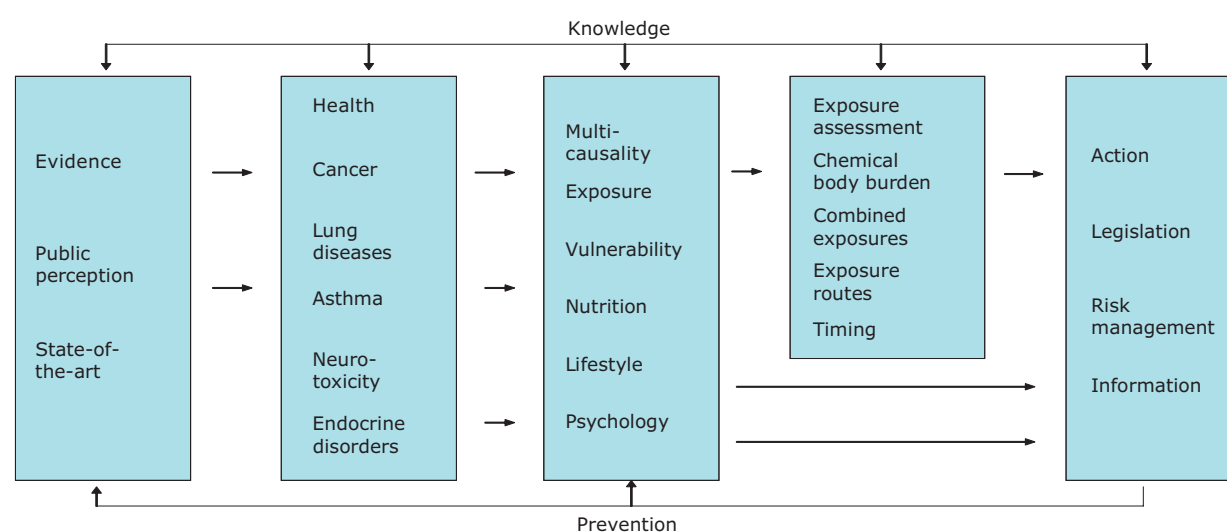 Knowledge
Evidence
Public
perception
State-of-
the-art
Health
Cancer
Lung
diseases
Asthma
Neuro-
toxicity
Endocrine
disorders
Multi-
causality
Exposure
Vulnerability
Nutrition
Lifestyle
Psychology
Exposure
assessment
Chemical
body burden
Combined
exposures
Exposure
routes
Timing
Action
Legislation
Risk
management
Information
Prevention